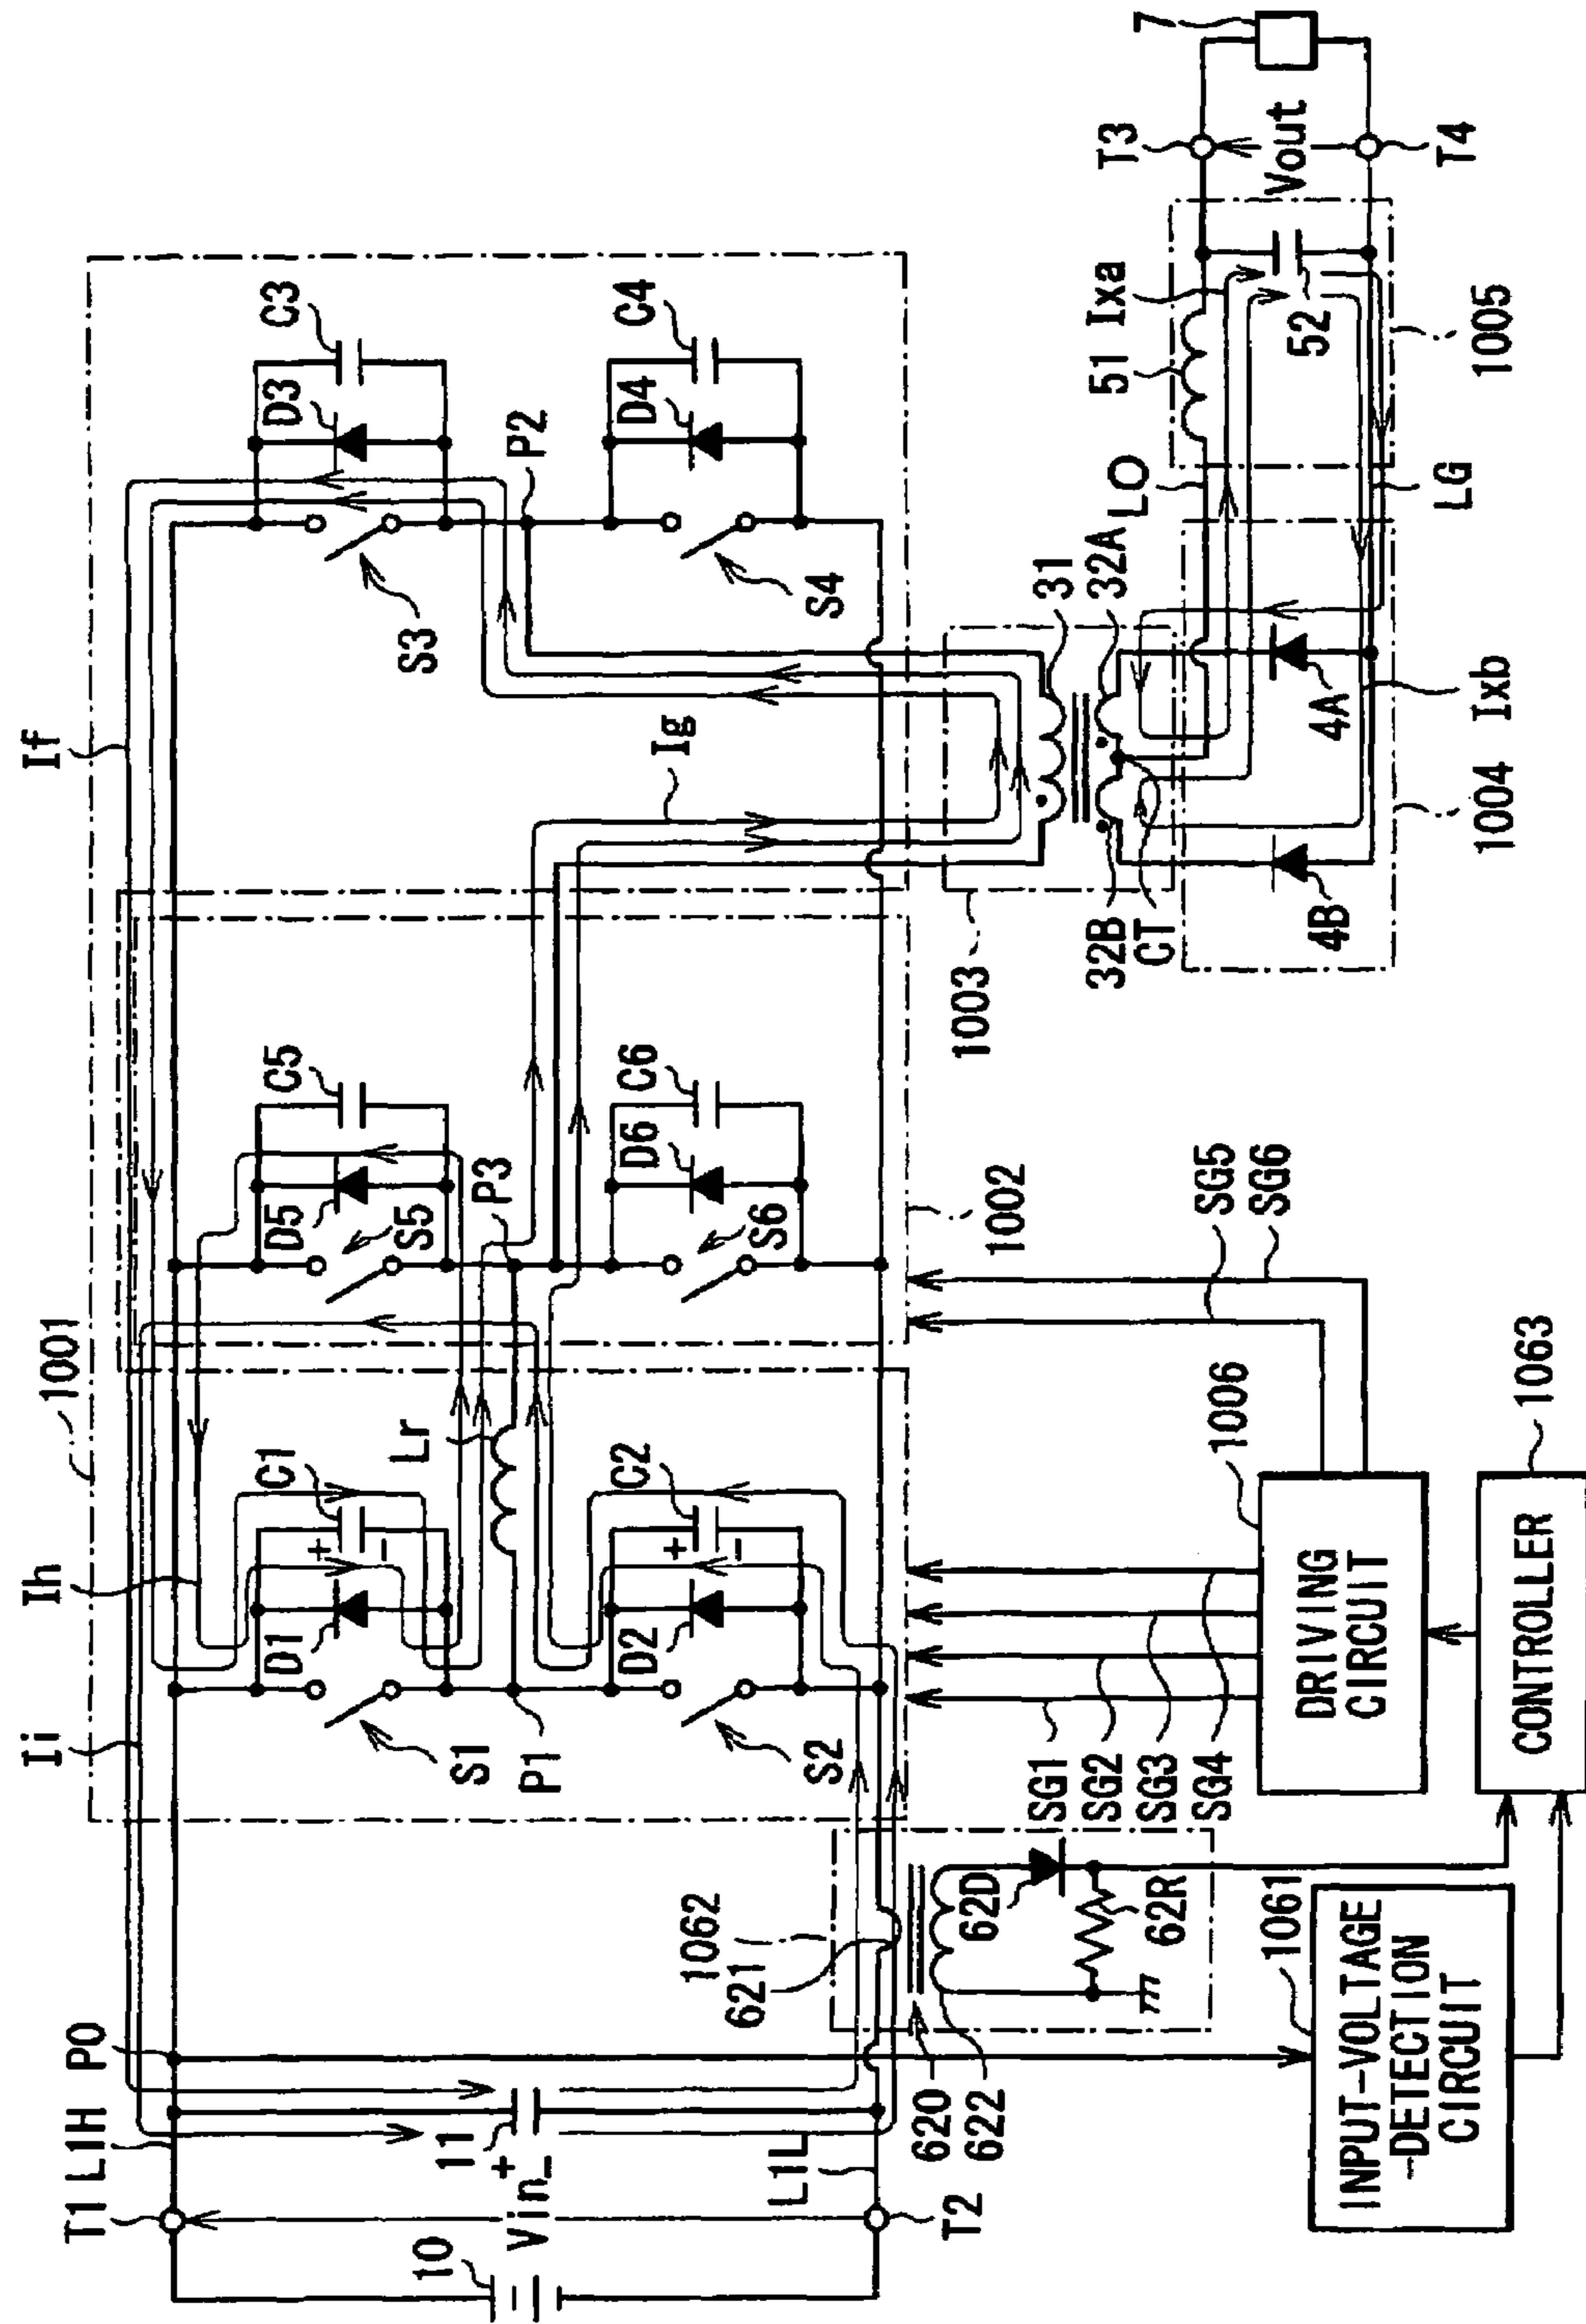 If
Ih
Ii
1001
T1
L1H
P0
10
Vin
+
-
11
L1L
T2
S1
D1
C1
+
-
Lr
P1
S2
D2
C2
+
-
D5
C5
S5
P3
D6
C6
S6
1002
Ig
S3
D3
C3
P2
S4
D4
C4
1003
31
32A
32B
CT
LO
51
Ixa
52
1005
T3
Vout
T4
7
4A
4B
1004
Ixb
LG
1062
621
620
622
62D
62R
SG1
SG2
SG3
SG4
SG5
SG6
1006
DRIVING
CIRCUIT
1063
CONTROLLER
1061
INPUT-VOLTAGE
-DETECTION
CIRCUIT